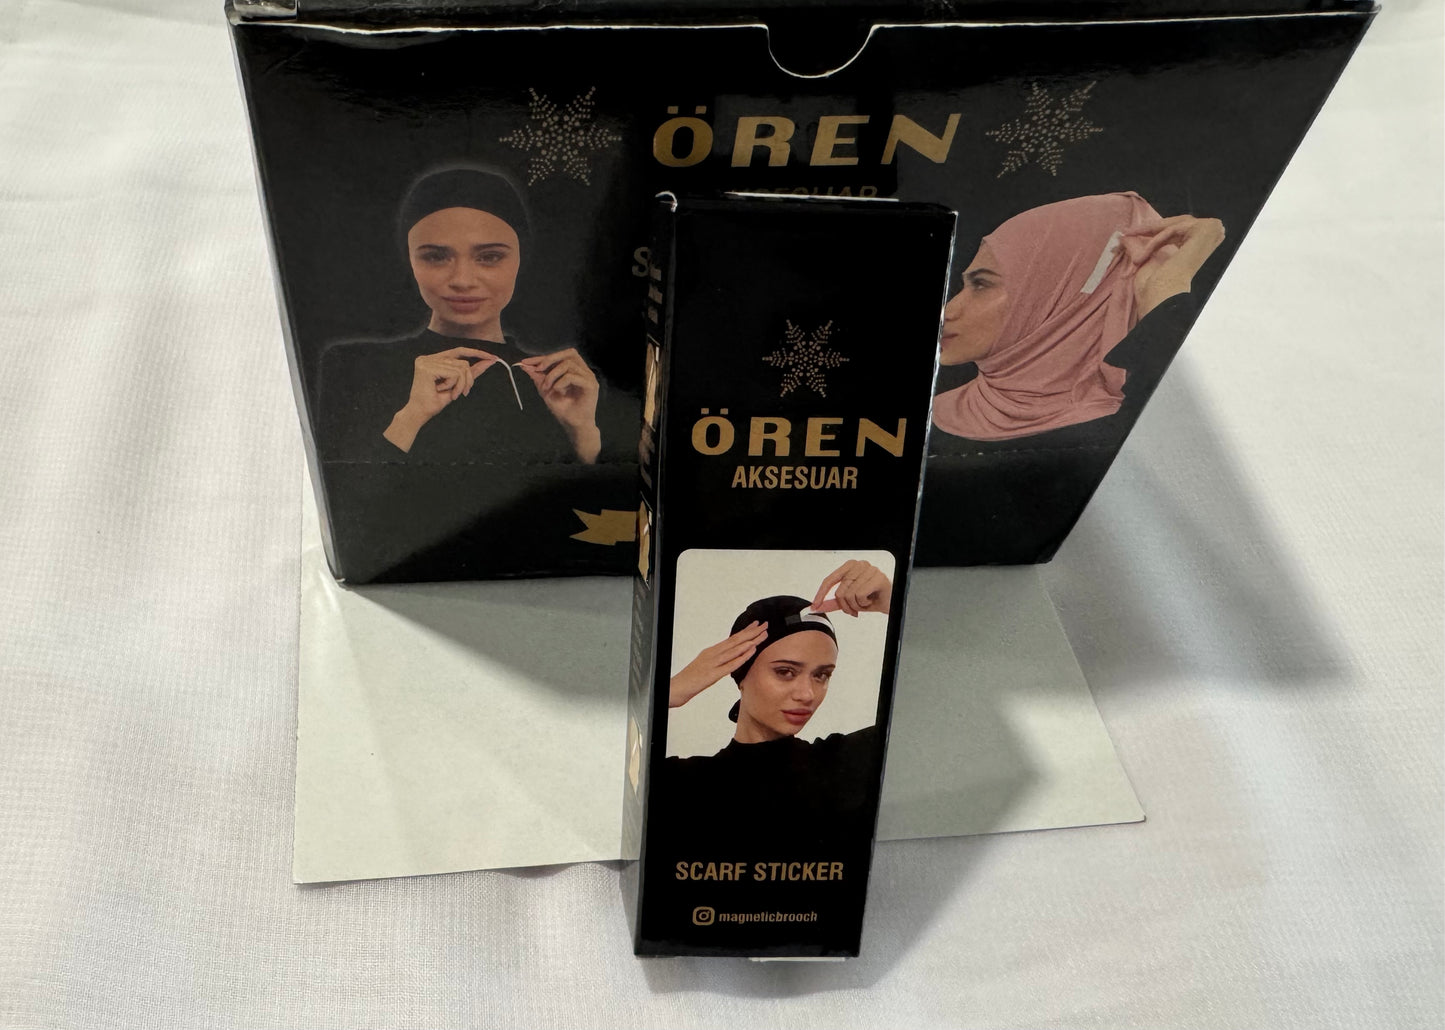 ÖREN
ÖREN
AKSESUAR
SCARF STICKER
magneticbrooch